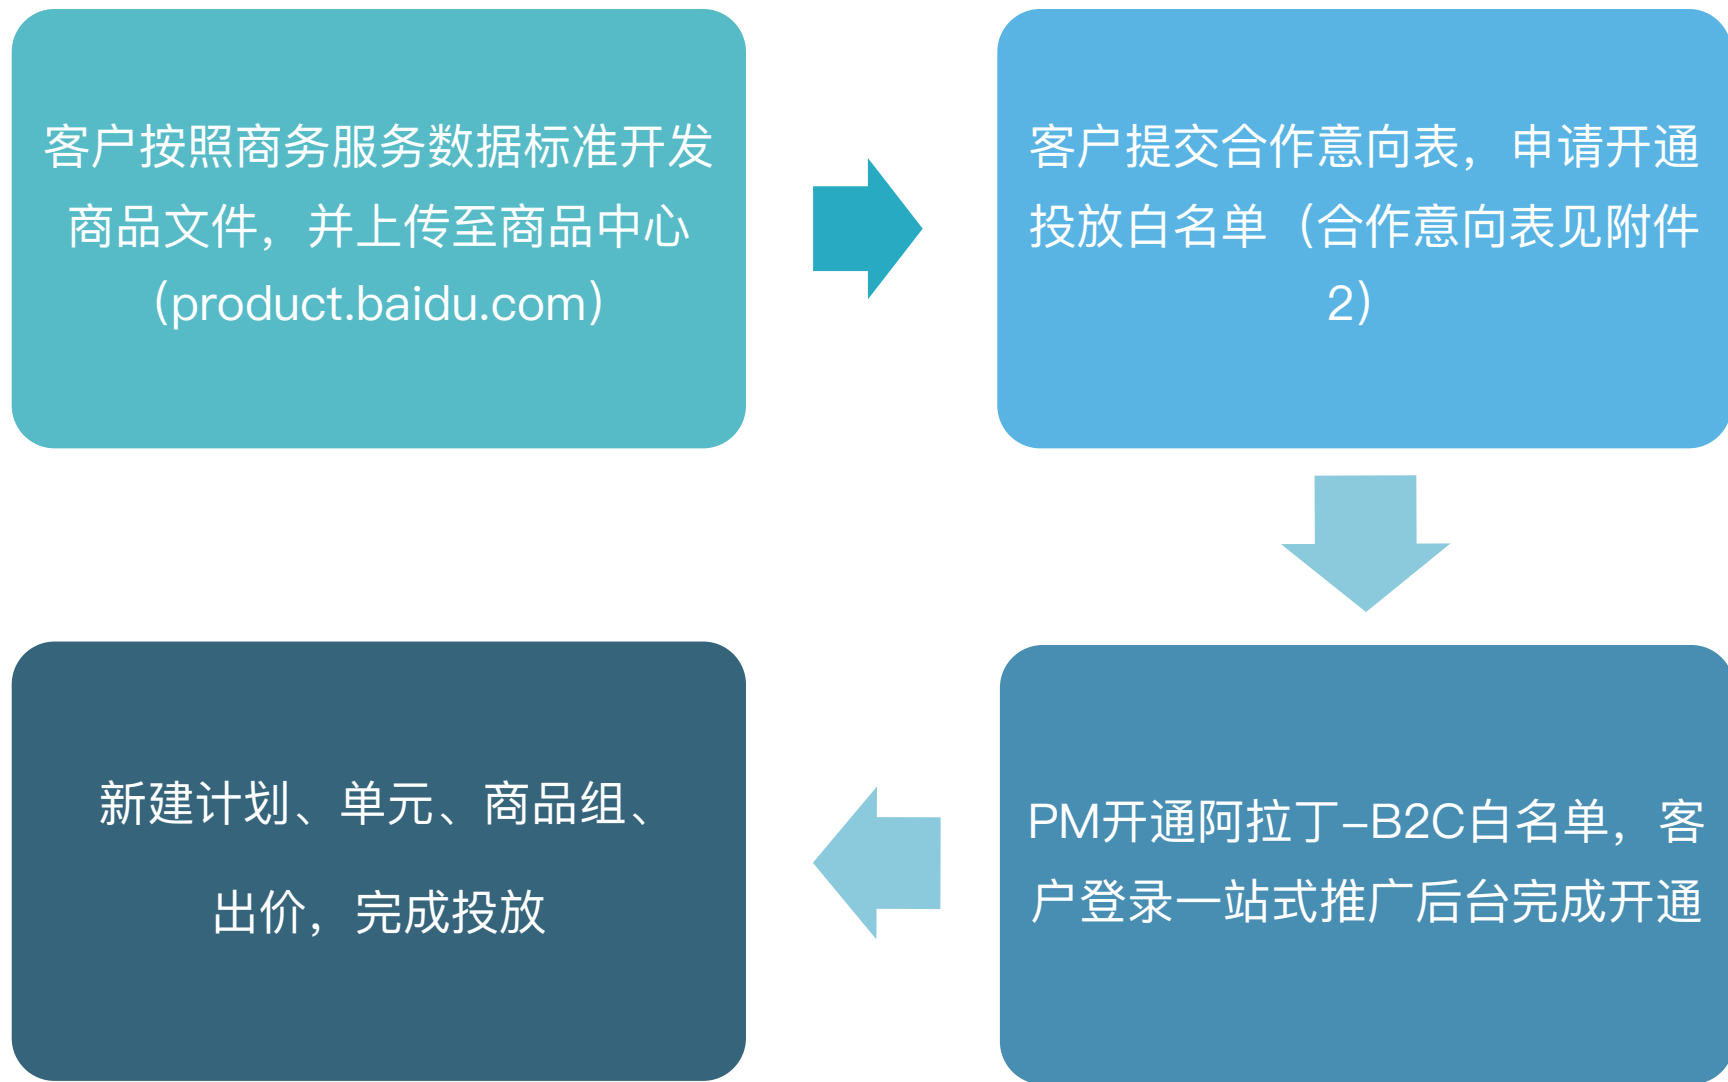 客户按照商务服务数据标准开发
商品文件，并上传至商品中心
（product.baidu.com）
客户提交合作意向表，申请开通
投放白名单（合作意向表见附件
2）
PM开通阿拉丁-B2C白名单，客
户登录一站式推广后台完成开通
新建计划、单元、商品组、
出价，完成投放